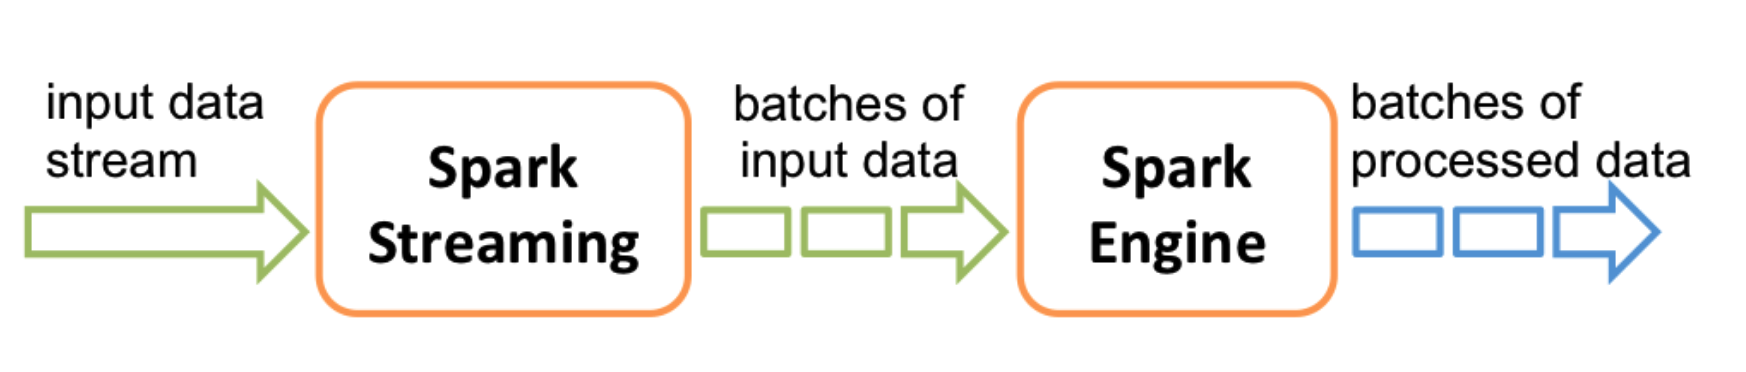 input data
stream
Spark
Streaming
batches of
input data
Spark
Engine
batches of
processed data